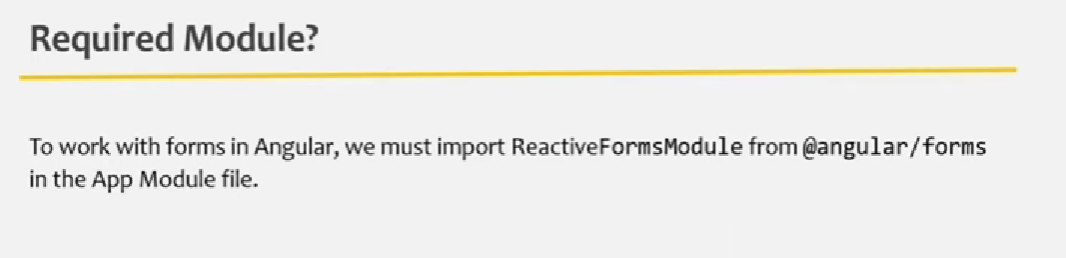 Required Module?
To work with forms in Angular, we must import ReactiveFormsModule from @angular/forms
in the App Module file.